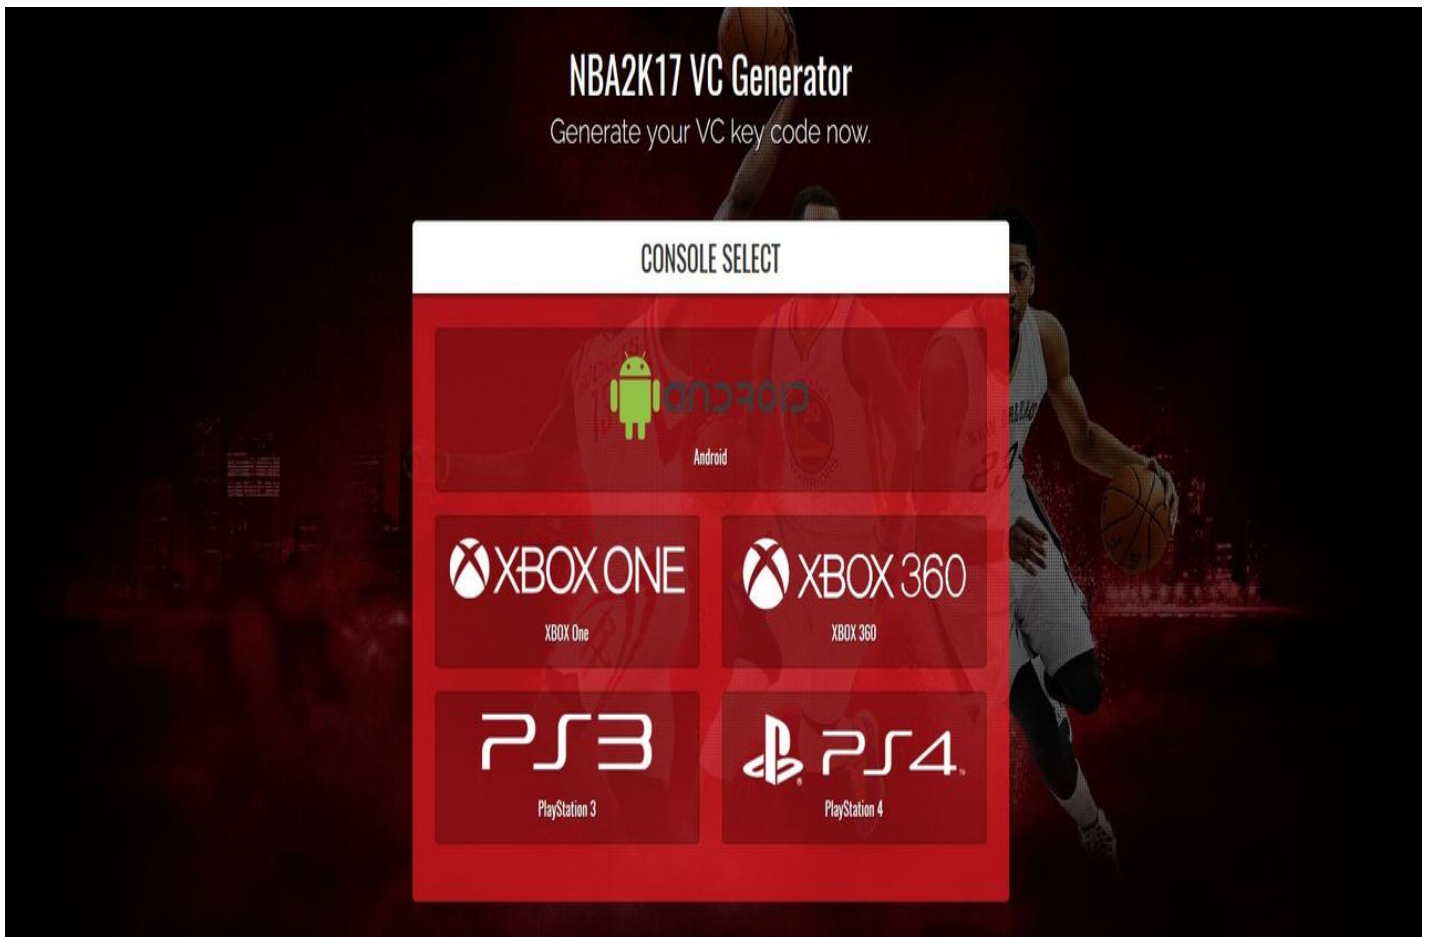 NBA2K17 VC Generator
Generate your VC key code now.
CONSOLE SELECT
ANDROID
Android
XBOX ONE
XBOX One
XBOX 360
XBOX 360
PS3
PlayStation 3
PS4
PlayStation 4